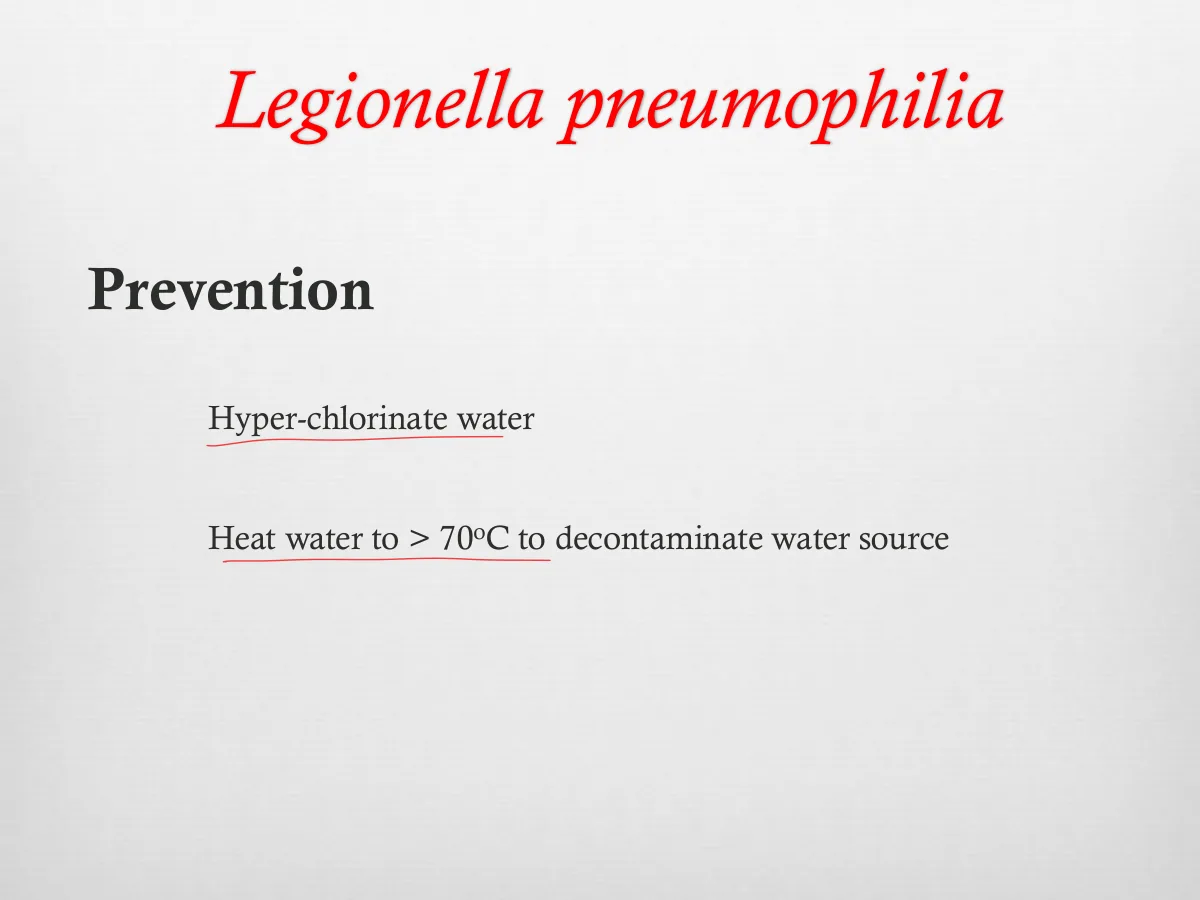 Legionella pneumophilia
Prevention
Hyper-chlorinate water
Heat water to > 70ºC to decontaminate water source